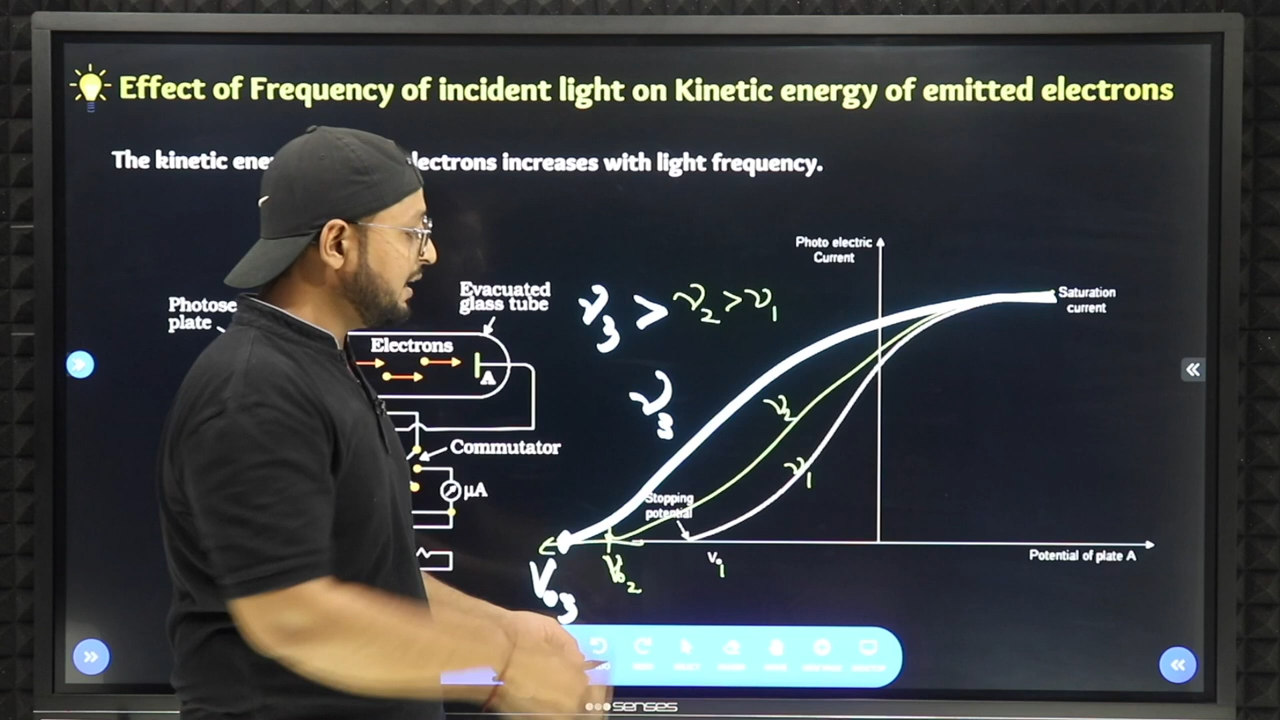 Effect of Frequency of incident light on Kinetic energy of emitted electrons
The kinetic ene lectrons increases with light frequency.
Photose
plate
Evacuated
glass tube
Electrons
A
Commutator
μA
ν3 > ν2 > ν1
Photo electric
Current
Saturation
current
ν3
ν2
ν1
Stopping
potential
V01
V02
V03
Potential of plate A
senses